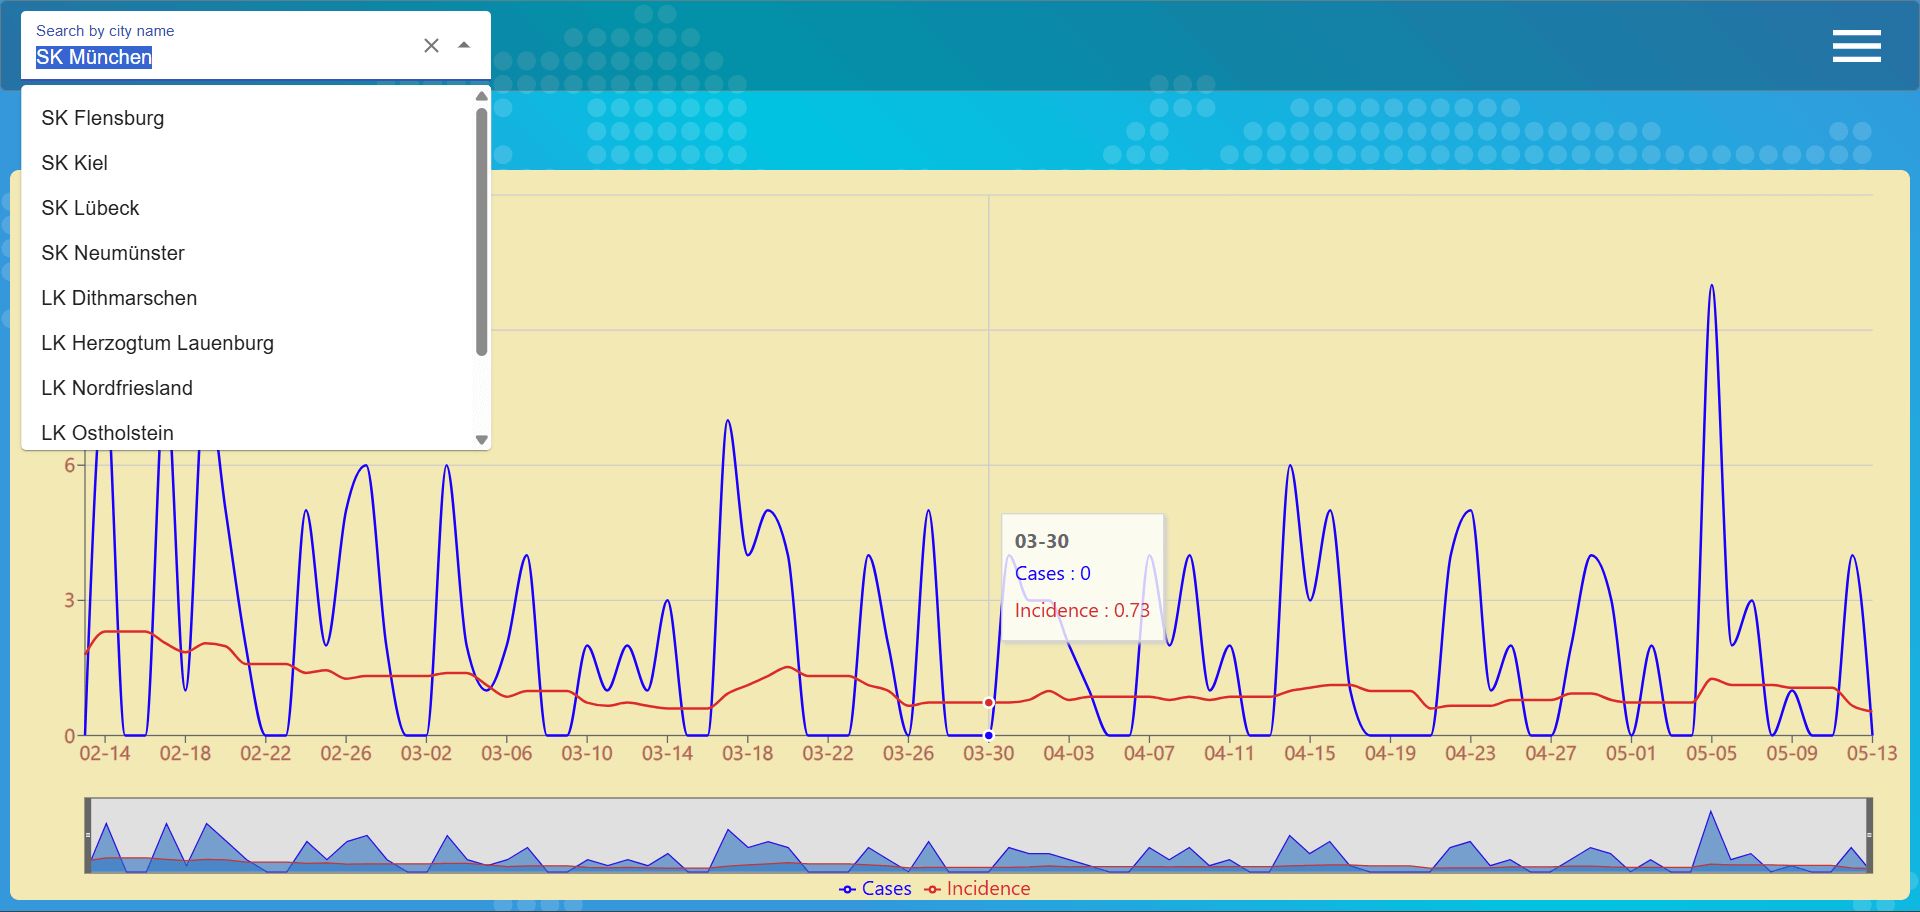 Search by city name
SK München
SK Flensburg
SK Kiel
SK Lübeck
SK Neumünster
LK Dithmarschen
LK Herzogtum Lauenburg
LK Nordfriesland
LK Ostholstein
6
3
0
03-30
Cases : 0
Incidence : 0.73
02-14 02-18 02-22 02-26 03-02 03-06 03-10 03-14 03-18 03-22 03-26 03-30 04-03 04-07 04-11 04-15 04-19 04-23 04-27 05-01 05-05 05-09 05-13
Cases Incidence